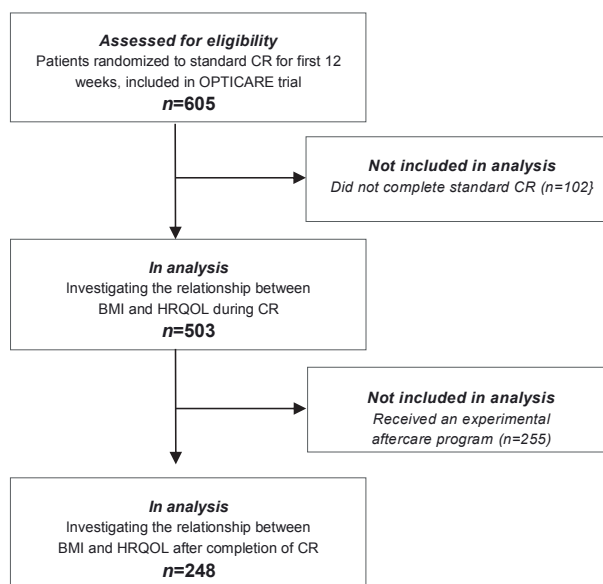 Assessed for eligibility
Patients randomized to standard CR for first 12
weeks, included in OPTICARE trial
n=605
Not included in analysis
Did not complete standard CR (n=102}
In analysis
Investigating the relationship between
BMI and HRQOL during CR
n=503
Not included in analysis
Received an experimental
aftercare program (n=255)
In analysis
Investigating the relationship between
BMI and HRQOL after completion of CR
n=248